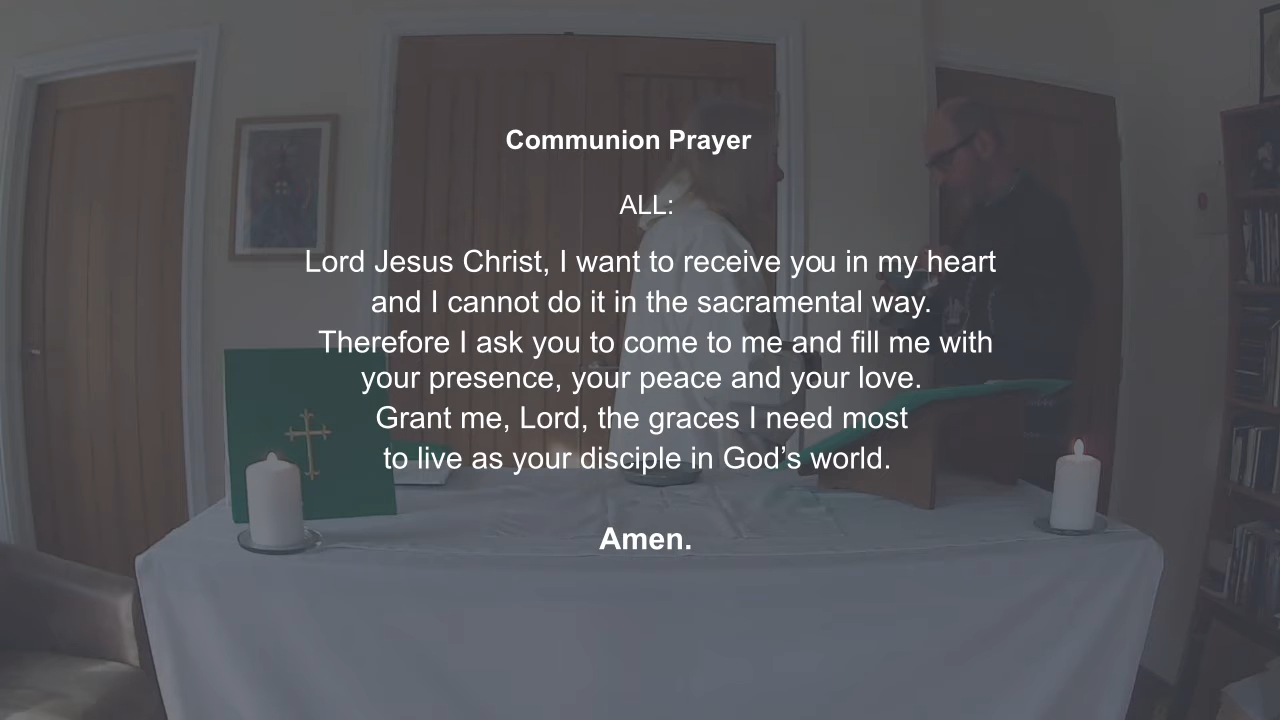 Communion Prayer
ALL:
Lord Jesus Christ, I want to receive you in my heart
and I cannot do it in the sacramental way.
Therefore I ask you to come to me and fill me with
your presence, your peace and your love.
Grant me, Lord, the graces I need most
to live as your disciple in God’s world.
Amen.